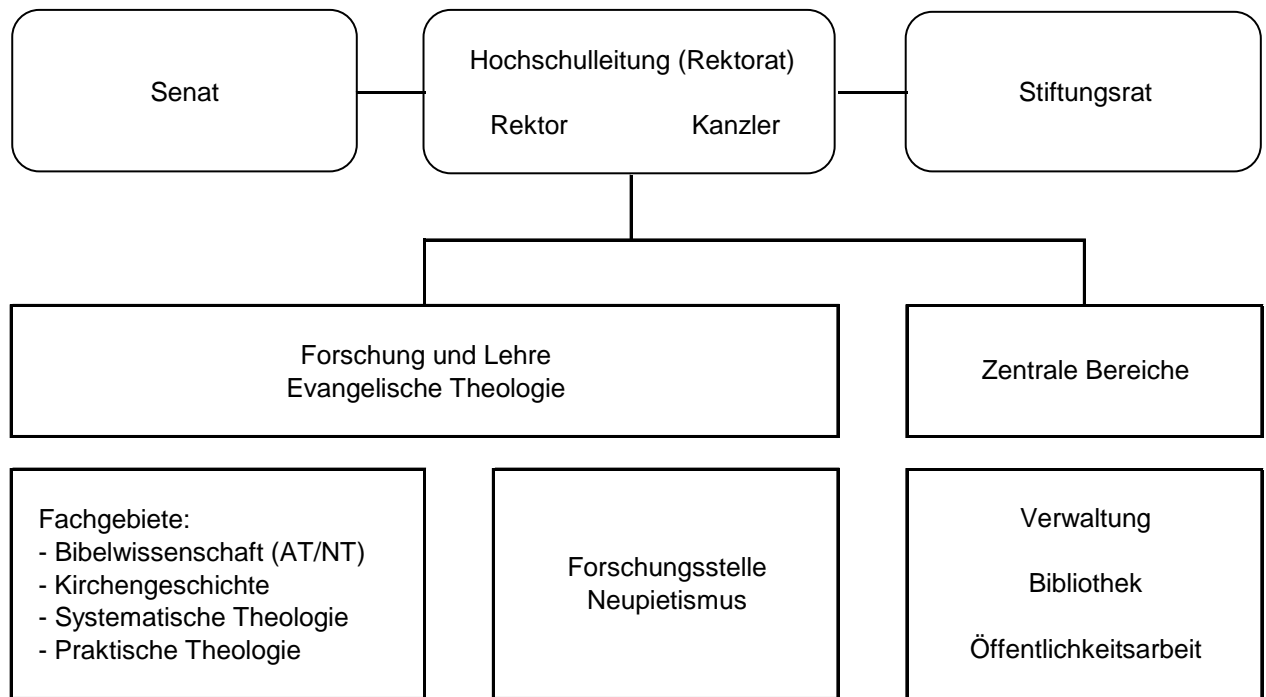 Senat
Hochschulleitung (Rektorat)
Rektor Kanzler
Stiftungsrat
Forschung und Lehre
Evangelische Theologie
Zentrale Bereiche
Fachgebiete:
- Bibelwissenschaft (AT/NT)
- Kirchengeschichte
- Systematische Theologie
- Praktische Theologie
Forschungsstelle
Neupietismus
Verwaltung
Bibliothek
Öffentlichkeitsarbeit